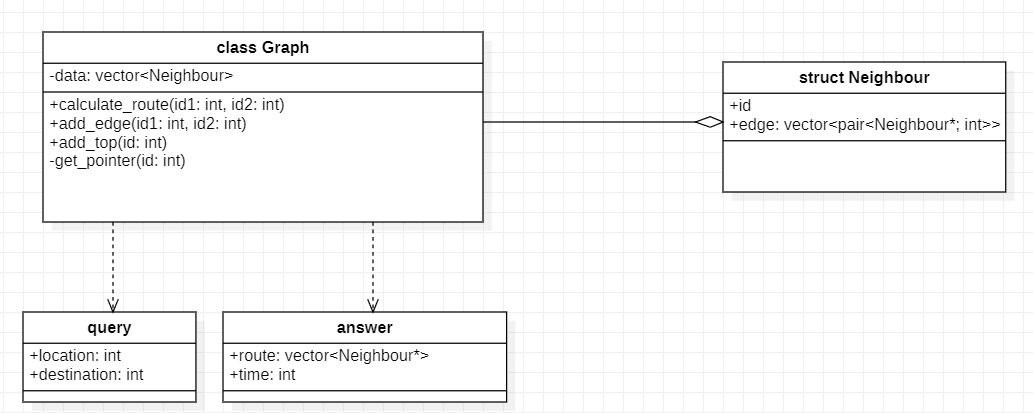 class Graph
-data: vector<Neighbour>
+calculate_route(id1: int, id2: int)
+add_edge(id1: int, id2: int)
+add_top(id: int)
-get_pointer(id: int)
struct Neighbour
+id
+edge: vector<pair<Neighbour*; int>>
query
+location: int
+destination: int
answer
+route: vector<Neighbour*>
+time: int